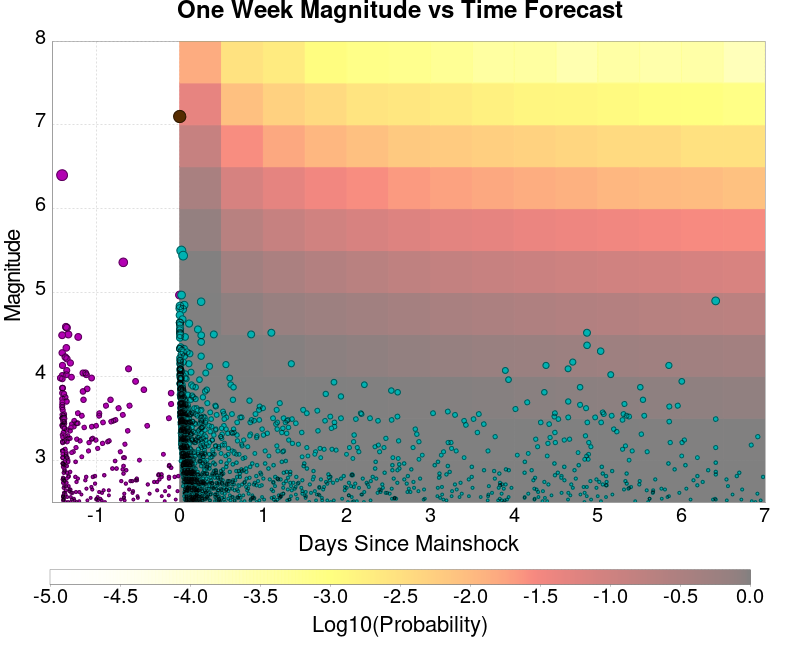 One Week Magnitude vs Time Forecast
8
7
6
5
4
3
Magnitude
-1 0 1 2 3 4 5 6 7
Days Since Mainshock
-5.0 -4.5 -4.0 -3.5 -3.0 -2.5 -2.0 -1.5 -1.0 -0.5 0.0
Log10(Probability)